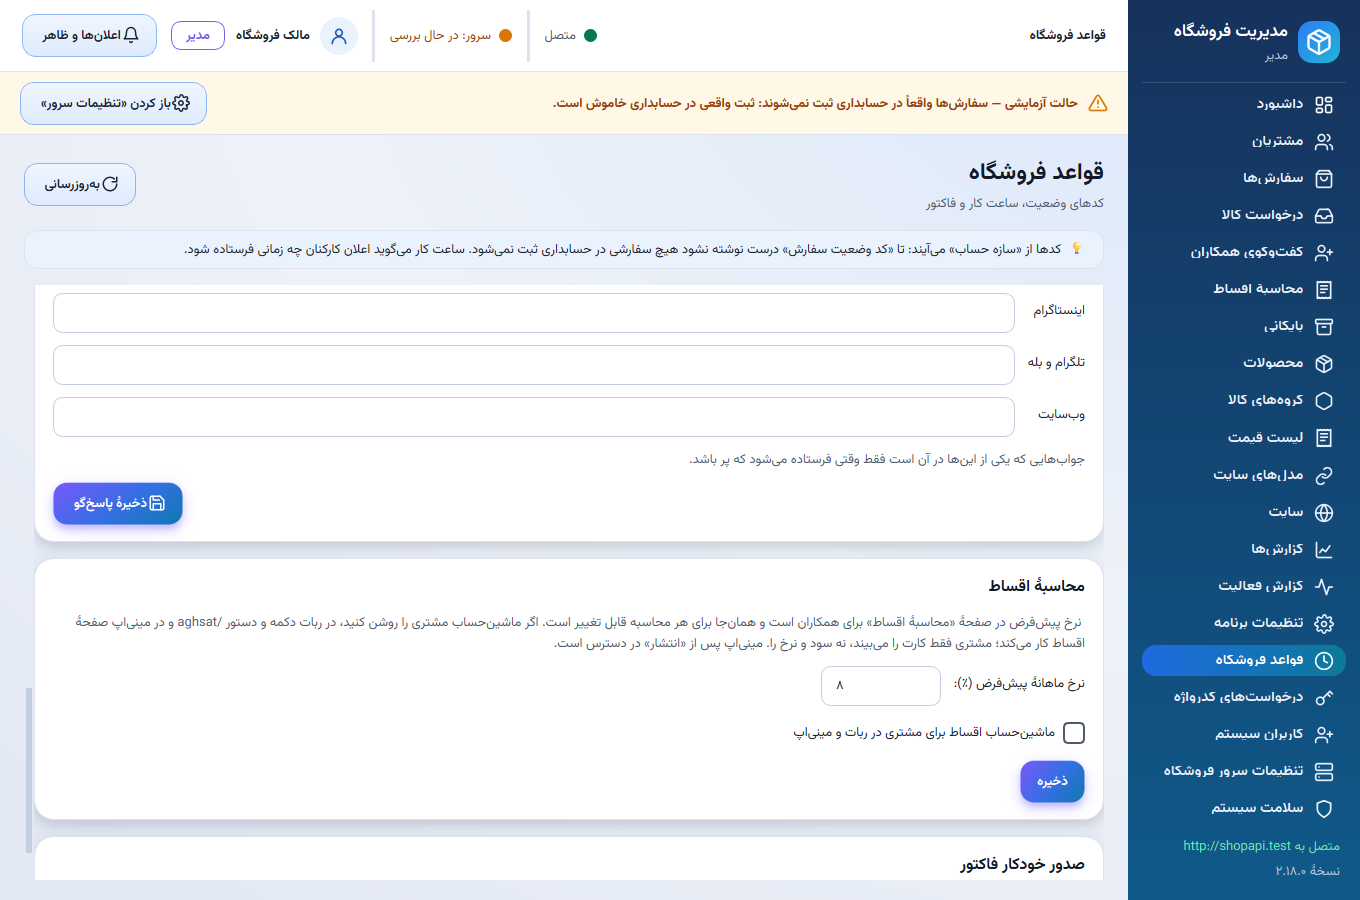 مدیریت فروشگاه
مدیر
داشبورد
مشتریان
سفارش‌ها
درخواست کالا
گفت‌وگوی همکاران
محاسبهٔ اقساط
بایگانی
محصولات
گروه‌های کالا
لیست قیمت
مدل‌های سایت
سایت
گزارش‌ها
گزارش فعالیت
تنظیمات برنامه
قواعد فروشگاه
درخواست‌های گذرواژه
کاربران سیستم
تنظیمات سرور فروشگاه
سلامت سیستم
متصل به http://shopapi.test
نسخهٔ ۲.۱۸.۰
قواعد فروشگاه
متصل
سرور: در حال بررسی
مالک فروشگاه
مدیر
اعلان‌ها و ظاهر
حالت آزمایشی — سفارش‌ها واقعاً در حسابداری ثبت نمی‌شوند: ثبت واقعی در حسابداری خاموش است.
باز کردن «تنظیمات سرور»
قواعد فروشگاه
کدهای وضعیت، ساعت کار و فاکتور
به‌روزرسانی
کدها از «سازه حساب» می‌آیند: تا «کد وضعیت سفارش» درست نوشته نشود هیچ سفارشی در حسابداری ثبت نمی‌شود. ساعت کار می‌گوید اعلان کارکنان چه زمانی فرستاده شود.
اینستاگرام
تلگرام و بله
وب‌سایت
جواب‌هایی که یکی از این‌ها در آن است فقط وقتی فرستاده می‌شود که پر باشد.
ذخیرهٔ پاسخ‌گو
محاسبهٔ اقساط
نرخ پیش‌فرض در صفحهٔ «محاسبهٔ اقساط» برای همکاران است و همان‌جا برای هر محاسبه قابل تغییر است. اگر ماشین‌حساب مشتری را روشن کنید، در ربات دکمه و دستور /aghsat و در مینی‌اپ صفحهٔ
اقساط کار می‌کند؛ مشتری فقط کارت را می‌بیند، نه سود و نرخ را. مینی‌اپ پس از «انتشار» در دسترس است.
نرخ ماهانهٔ پیش‌فرض (٪):
۸
ماشین‌حساب اقساط برای مشتری در ربات و مینی‌اپ
ذخیره
صدور خودکار فاکتور